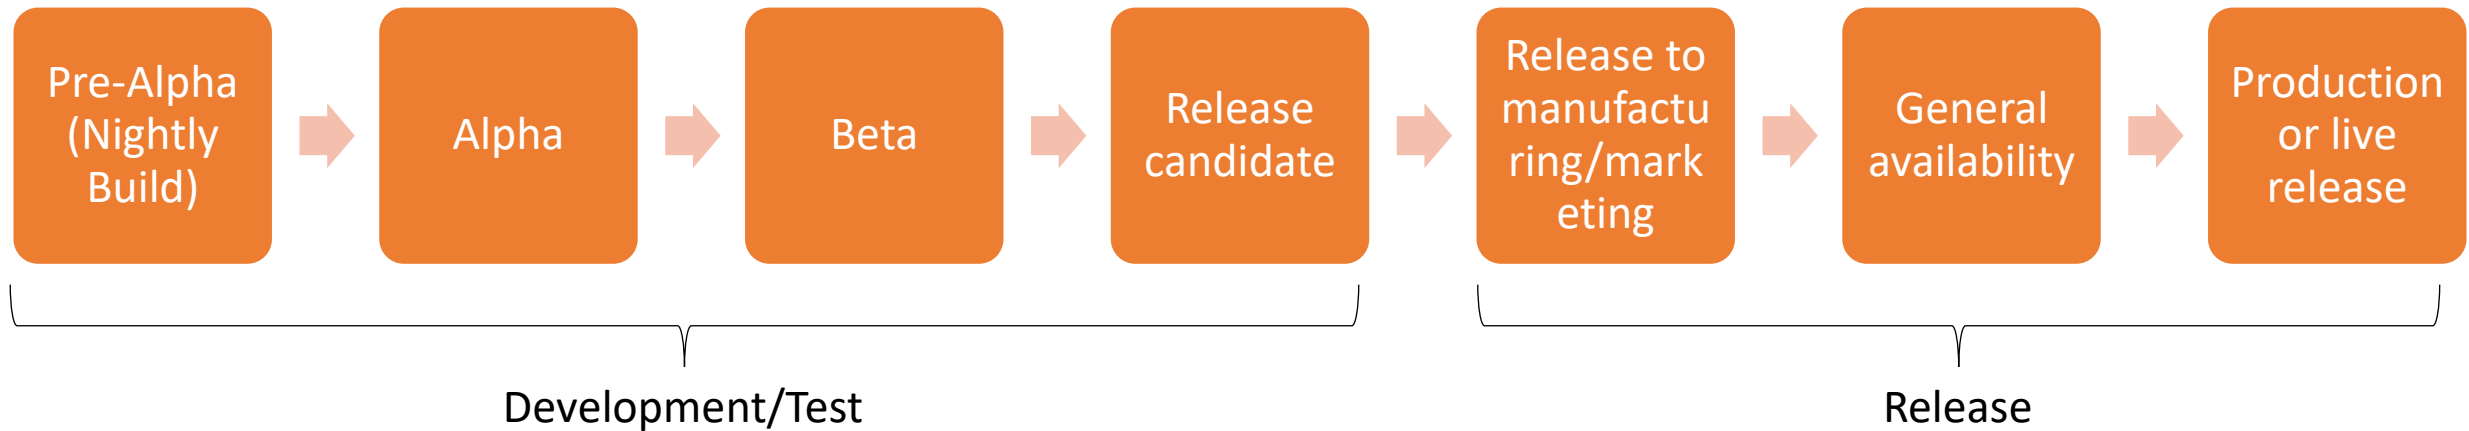 Pre-Alpha
(Nightly
Build)
Alpha
Beta
Release
candidate
Release to
manufactu
ring/mark
eting
General
availability
Production
or live
release
Development/Test
Release